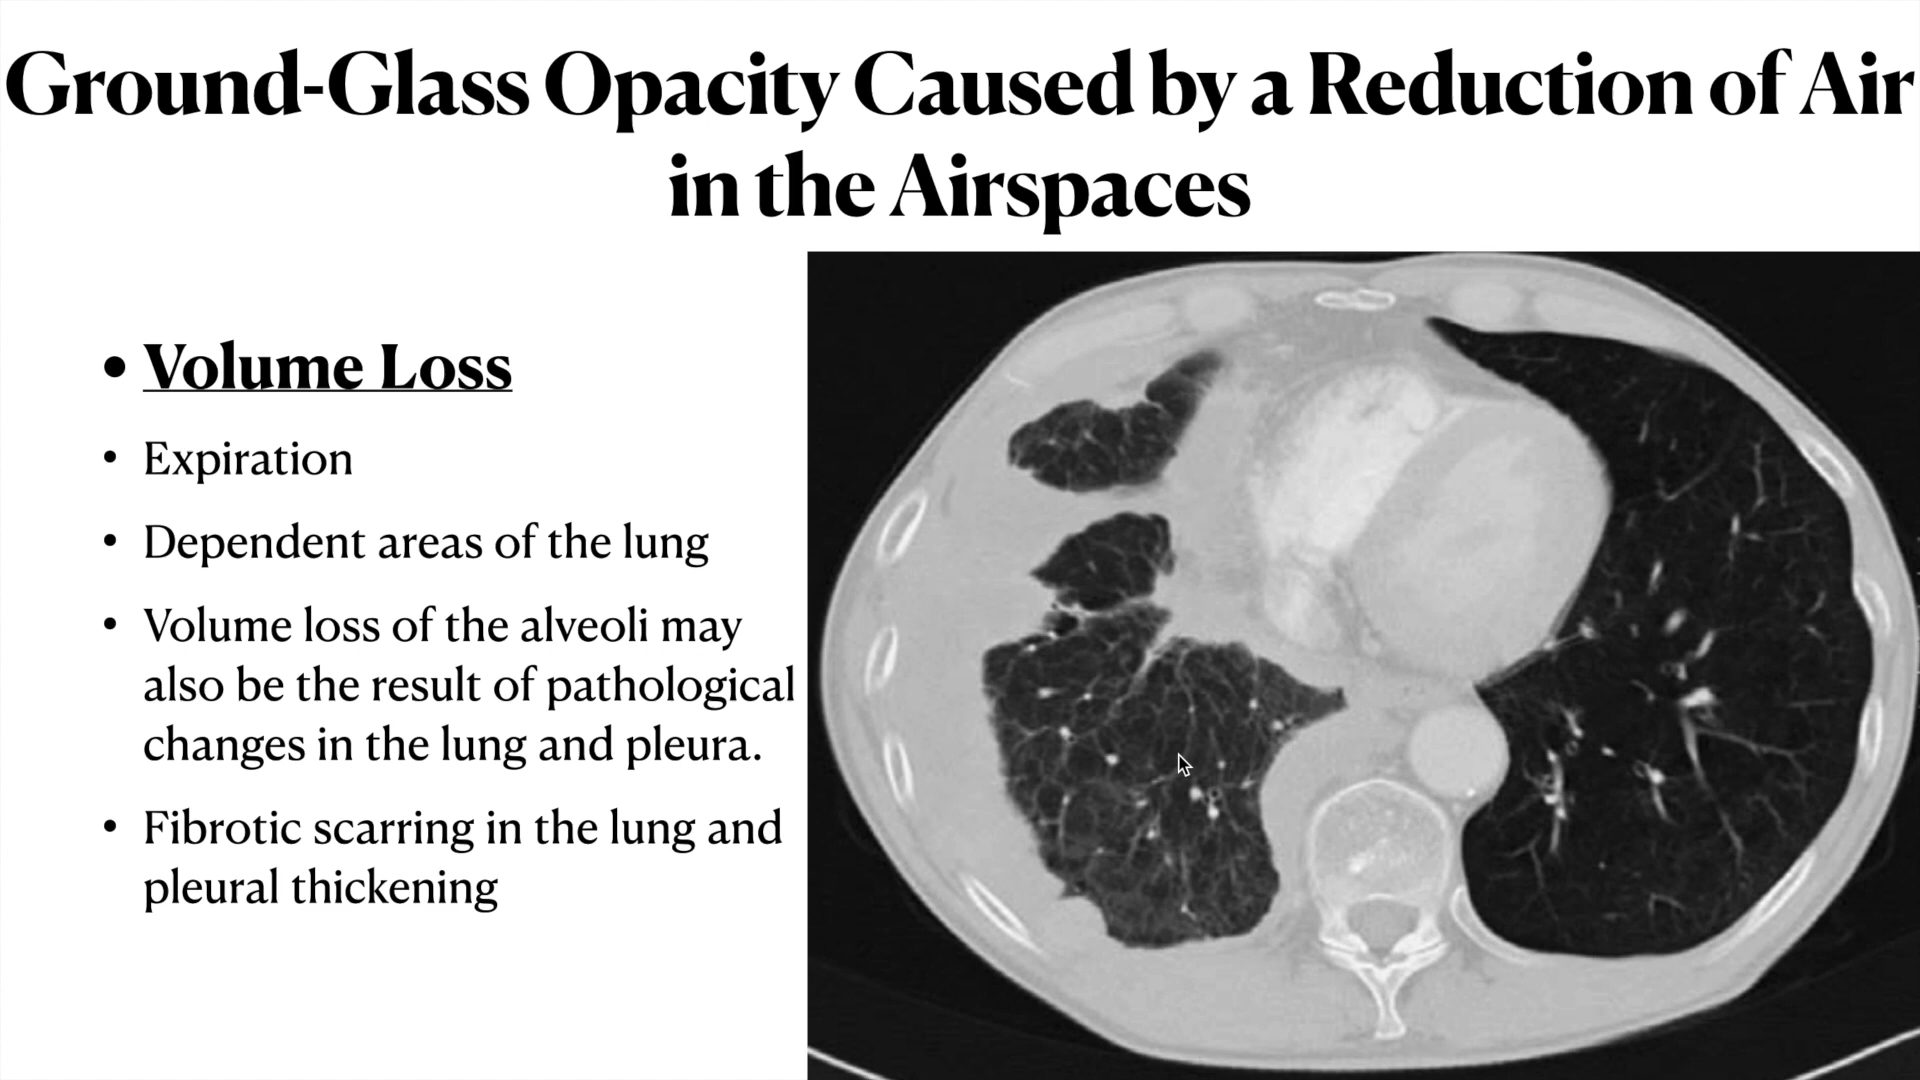 Ground-Glass Opacity Caused by a Reduction of Air
in the Airspaces
• Volume Loss
• Expiration
• Dependent areas of the lung
• Volume loss of the alveoli may
also be the result of pathological
changes in the lung and pleura.
• Fibrotic scarring in the lung and
pleural thickening